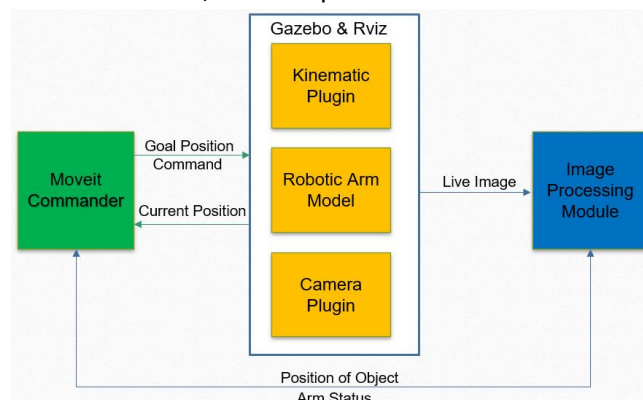 Gazebo & Rviz
Kinematic
Plugin
Goal Position
Command
Moveit
Commander
Robotic Arm
Model
Live Image
Image
Processing
Module
Current Position
Camera
Plugin
Position of Object
Arm Status